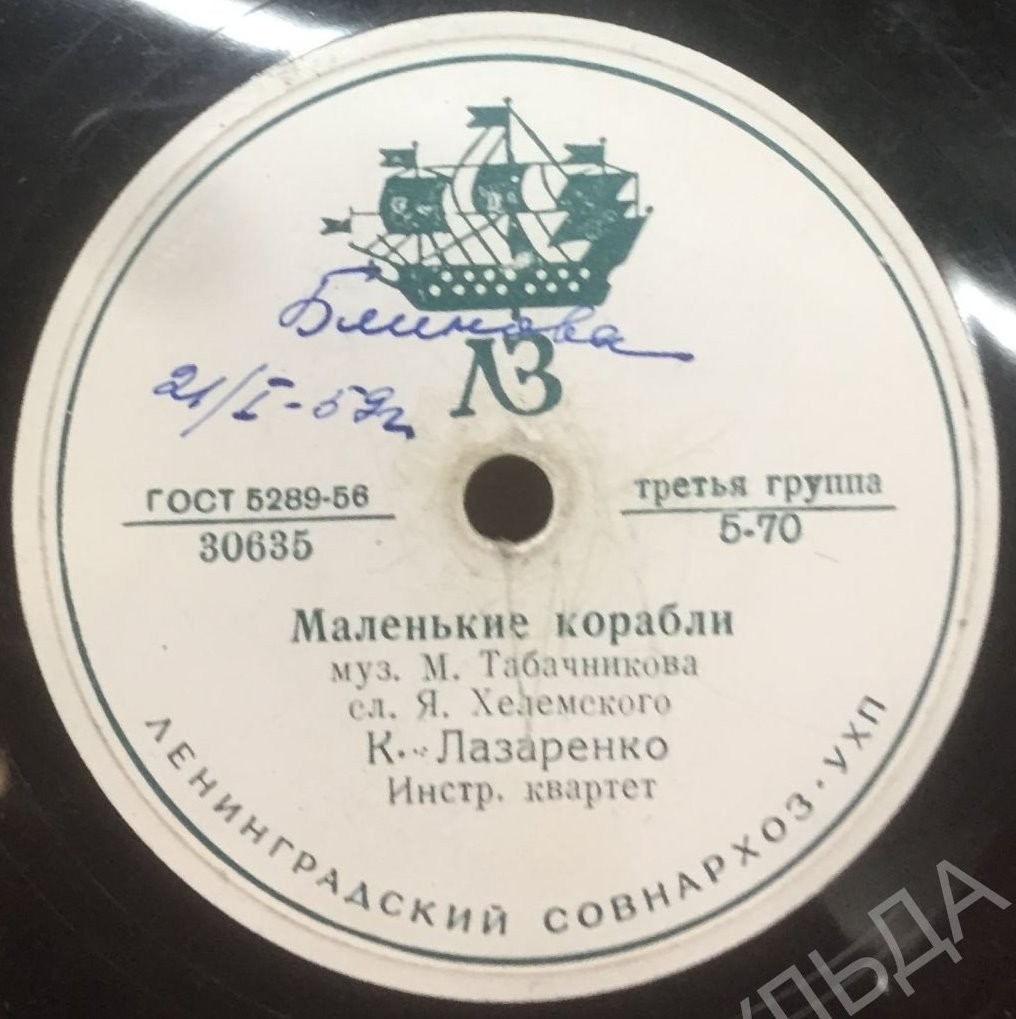 Блинова
ЛЗ
21/I-59г
ГОСТ 5289-56
30635
третья группа
5-70
Маленькие корабли
муз. М. Табачникова
сл. Я. Хелемского
К. Лазаренко
Инстр. квартет
ЛЕНИНГРАДСКИЙ СОВНАРХОЗ·УХП